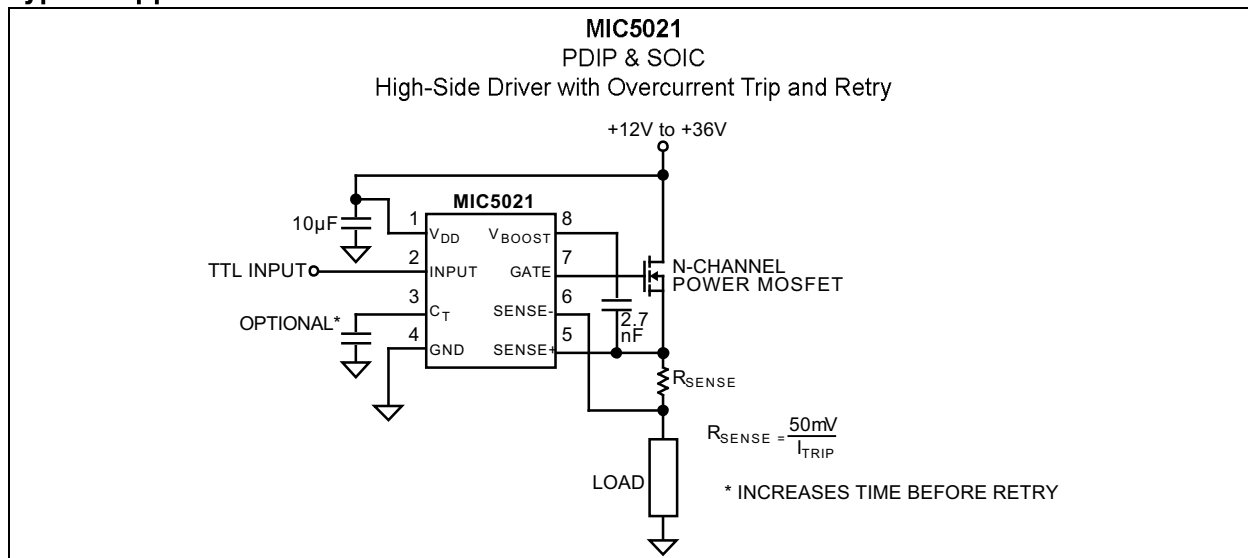 MIC5021
PDIP & SOIC
High-Side Driver with Overcurrent Trip and Retry
+12V to +36V
MIC5021
10µF
1
8
VDD
VBOOST
2
7
TTL INPUT
INPUT
GATE
N-CHANNEL
POWER MOSFET
3
6
OPTIONAL*
CT
SENSE-
2.7
nF
4
5
GND
SENSE+
RSENSE
RSENSE = 50mV
ITRIP
LOAD
* INCREASES TIME BEFORE RETRY